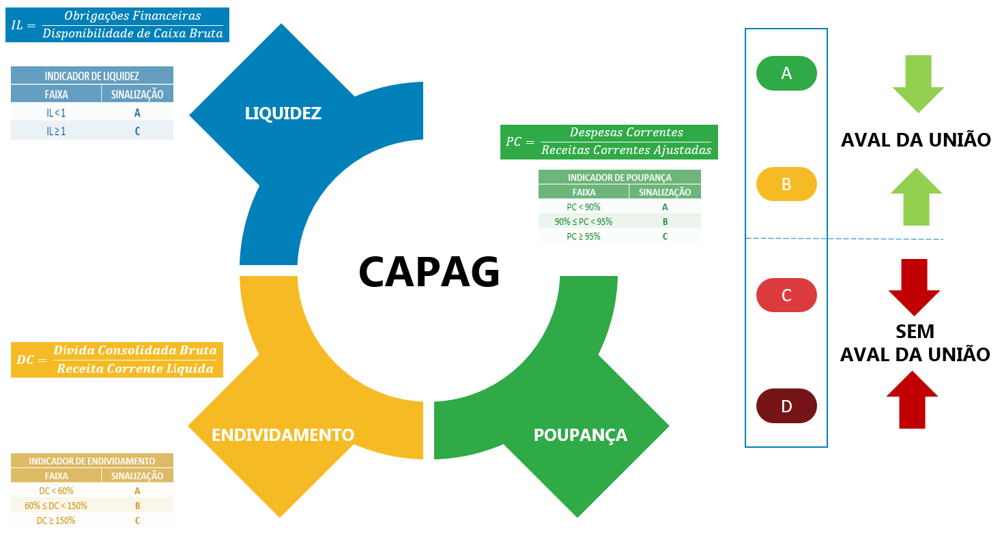 IL = Obrigações Financeiras
Disponibilidade de Caixa Bruta
INDICADOR DE LIQUIDEZ
FAIXA SINALIZAÇÃO
IL < 1 A
IL ≥ 1 C
LIQUIDEZ
PC = Despesas Correntes
Receitas Correntes Ajustadas
INDICADOR DE POUPANÇA
FAIXA SINALIZAÇÃO
PC < 90% A
90% ≤ PC < 95% B
PC ≥ 95% C
CAPAG
DC = Dívida Consolidada Bruta
Receita Corrente Líquida
ENDIVIDAMENTO
INDICADOR DE ENDIVIDAMENTO
FAIXA SINALIZAÇÃO
DC < 60% A
60% ≤ DC < 150% B
DC ≥ 150% C
POUPANÇA
A
AVAL DA UNIÃO
B
C
SEM
AVAL DA UNIÃO
D